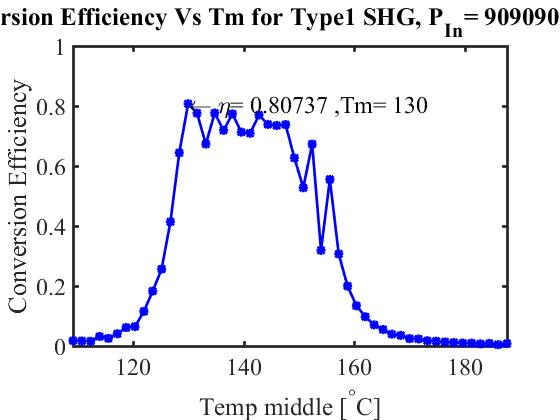 rsion Efficiency Vs Tm for Type1 SHG, P_In = 909090
1
0.8
0.6
0.4
0.2
0
Conversion Efficiency
← η= 0.80737 ,Tm= 130
120 140 160 180
Temp middle [°C]